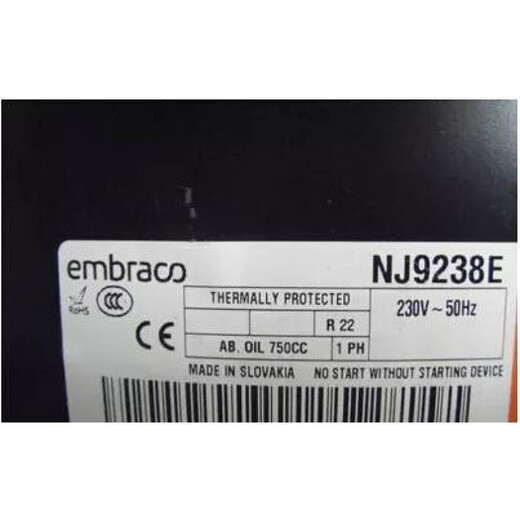 embraco
NJ9238E
RoHS
CCC
CE
THERMALLY PROTECTED
R 22
AB. OIL 750CC
1 PH
230V ~ 50Hz
MADE IN SLOVAKIA
NO START WITHOUT STARTING DEVICE